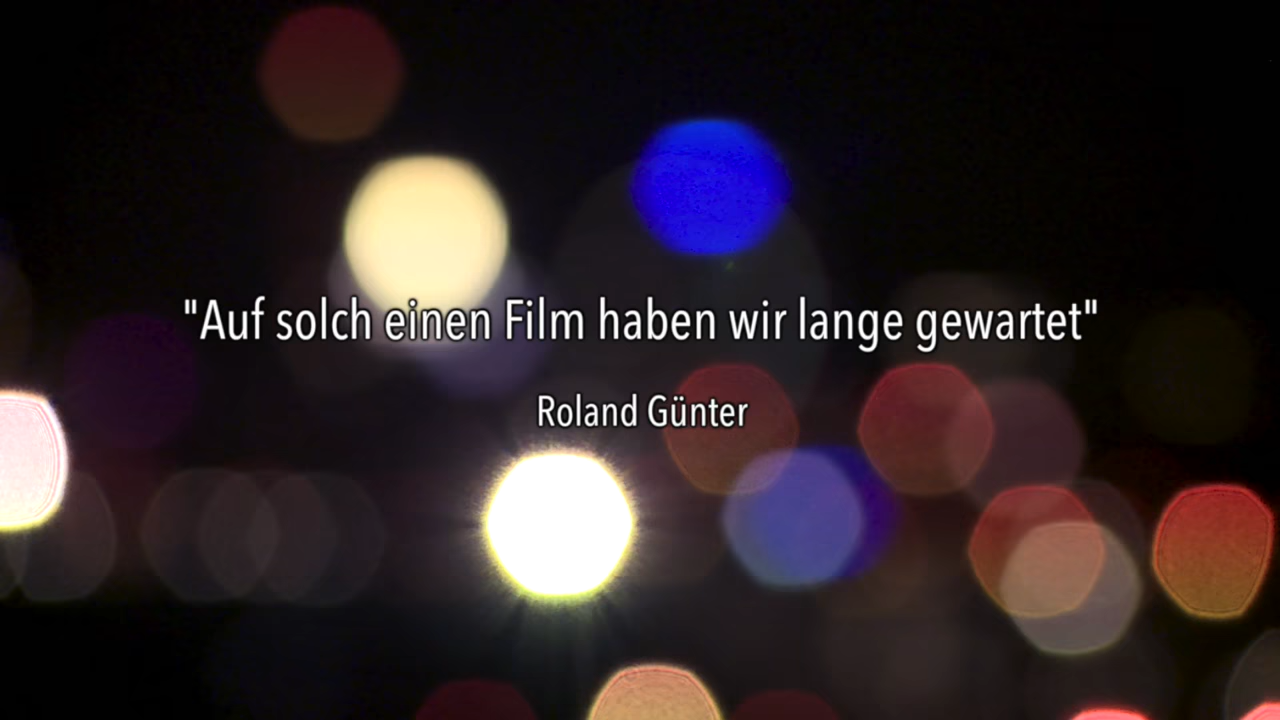 "Auf solch einen Film haben wir lange gewartet"
Roland Günter